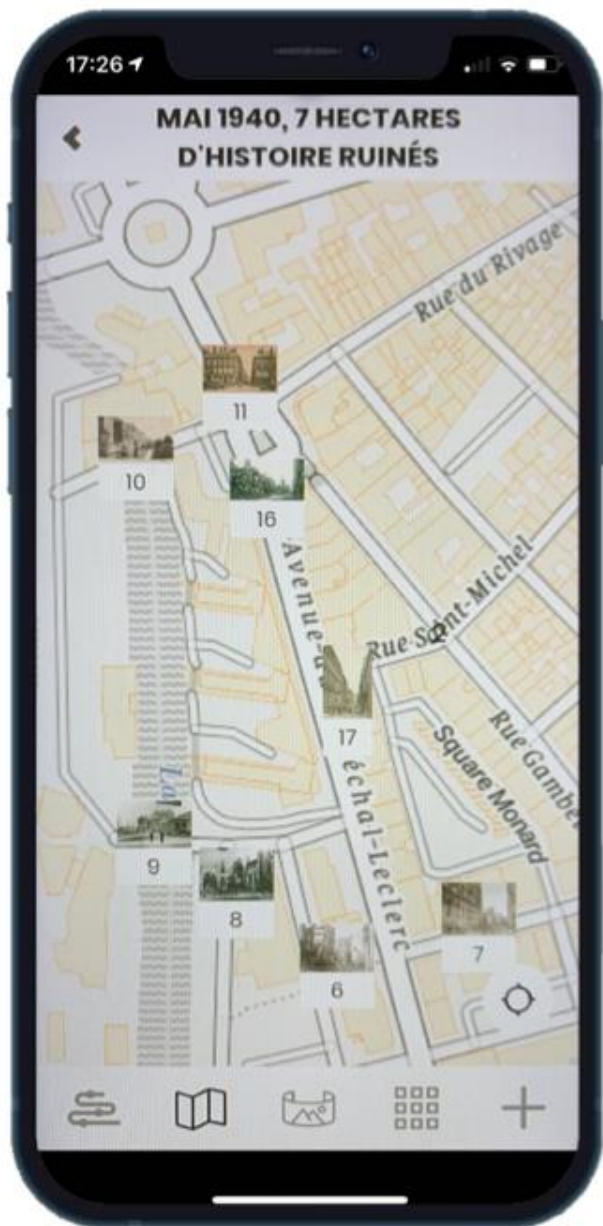 17:26
MAI 1940, 7 HECTARES
D'HISTOIRE RUINÉS
Rue du Rivage
11
10
16
Avenue
Rue Saint-Michel
17
échal-Leclerc
Rue Gambe
Square Monard
La
9
8
7
6